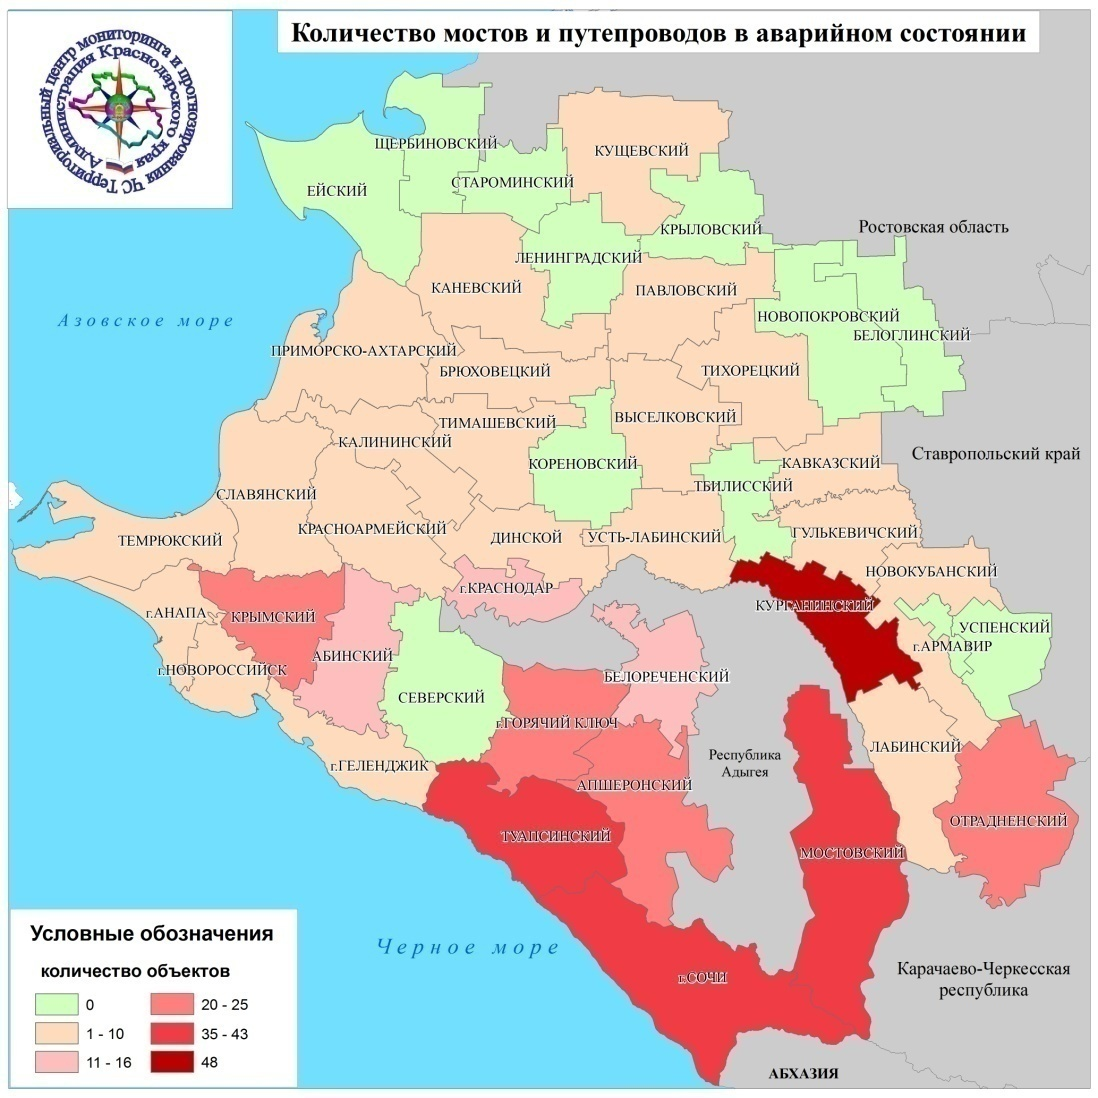 Количество мостов и путепроводов в аварийном состоянии
Территориальный центр мониторинга и прогнозирования ЧС
Администрация Краснодарского края
ЩЕРБИНОВСКИЙ
КУЩЕВСКИЙ
ЕЙСКИЙ
СТАРОМИНСКИЙ
КРЫЛОВСКИЙ
Ростовская область
ЛЕНИНГРАДСКИЙ
КАНЕВСКИЙ
ПАВЛОВСКИЙ
Азовское море
НОВОПОКРОВСКИЙ
БЕЛОГЛИНСКИЙ
ПРИМОРСКО-АХТАРСКИЙ
БРЮХОВЕЦКИЙ
ТИХОРЕЦКИЙ
ТИМАШЕВСКИЙ
ВЫСЕЛКОВСКИЙ
КАЛИНИНСКИЙ
Ставропольский край
КОРЕНОВСКИЙ
КАВКАЗСКИЙ
ТБИЛИССКИЙ
СЛАВЯНСКИЙ
КРАСНОАРМЕЙСКИЙ
ТЕМРЮКСКИЙ
ДИНСКОЙ
УСТЬ-ЛАБИНСКИЙ
ГУЛЬКЕВИЧСКИЙ
НОВОКУБАНСКИЙ
г.КРАСНОДАР
КУРГАНИНСКИЙ
г.АНАПА
КРЫМСКИЙ
УСПЕНСКИЙ
г.АРМАВИР
АБИНСКИЙ
г.НОВОРОССИЙСК
БЕЛОРЕЧЕНСКИЙ
СЕВЕРСКИЙ
г.ГОРЯЧИЙ КЛЮЧ
ЛАБИНСКИЙ
Республика
Адыгея
г.ГЕЛЕНДЖИК
АПШЕРОНСКИЙ
ОТРАДНЕНСКИЙ
ТУАПСИНСКИЙ
МОСТОВСКИЙ
Черное море
г.СОЧИ
Карачаево-Черкесская
республика
АБХАЗИЯ
Условные обозначения
количество объектов
0
1 - 10
11 - 16
20 - 25
35 - 43
48